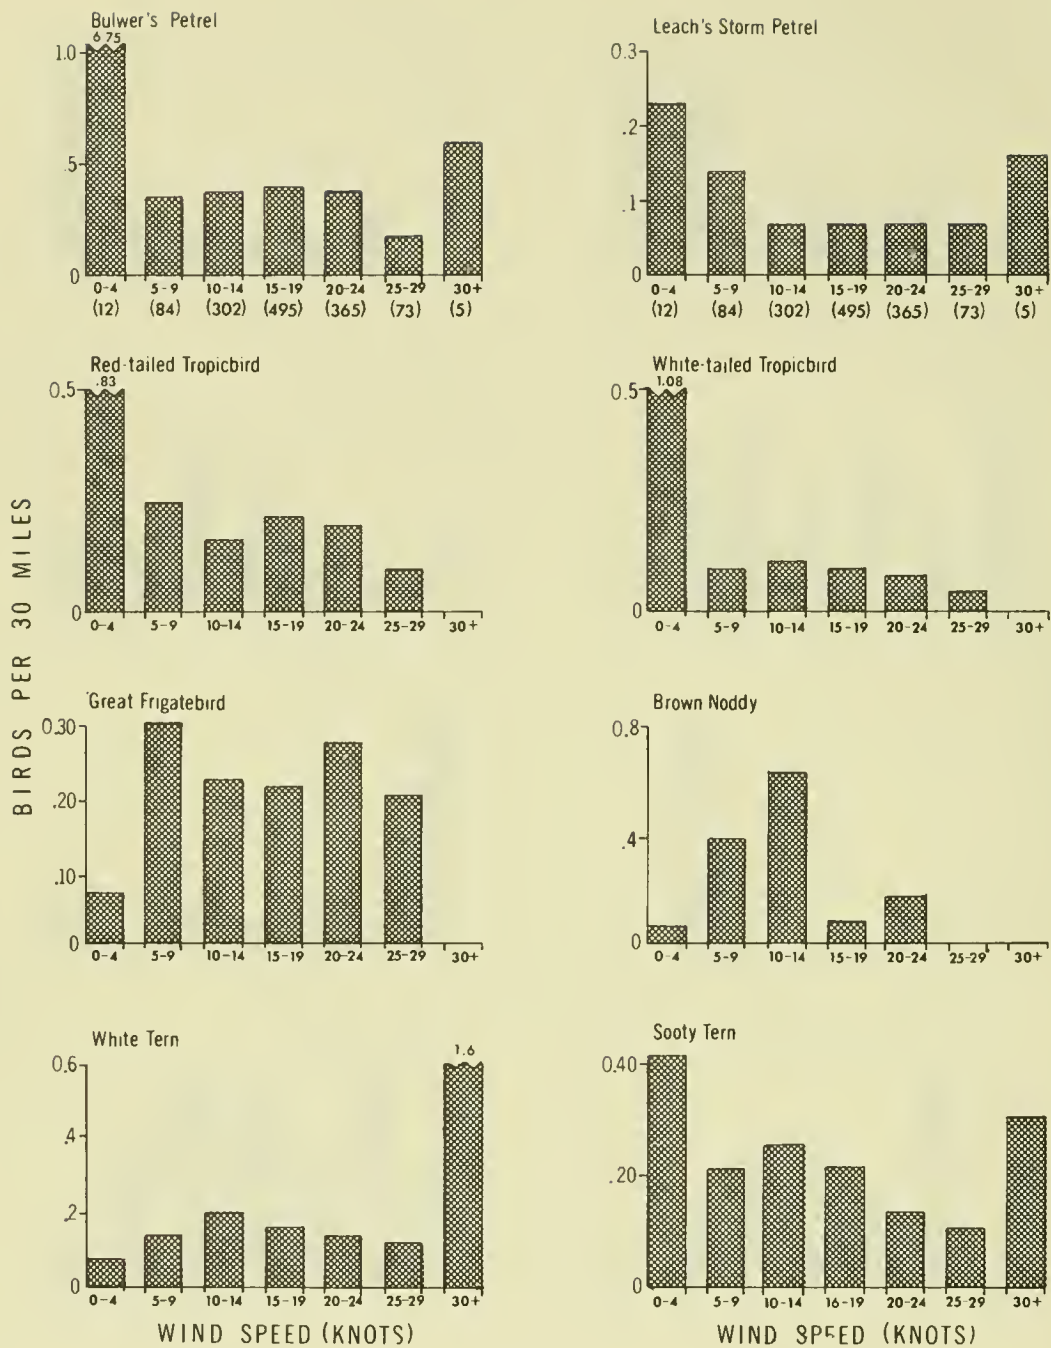 BIRDS PER 30 MILES
Bulwer's Petrel
6 75
1.0
.5
0
0-4 5-9 10-14 15-19 20-24 25-29 30+
(12) (84) (302) (495) (365) (73) (5)
Leach's Storm Petrel
0.3
.2
.1
0
0-4 5-9 10-14 15-19 20-24 25-29 30+
(12) (84) (302) (495) (365) (73) (5)
Red-tailed Tropicbird
.83
0.5
0
0-4 5-9 10-14 15-19 20-24 25-29 30+
White-tailed Tropicbird
1.08
0.5
0
0-4 5-9 10-14 15-19 20-24 25-29 30+
Great Frigatebird
0.30
.20
.10
0
0-4 5-9 10-14 15-19 20-24 25-29 30+
Brown Noddy
0.8
.4
0
0-4 5-9 10-14 15-19 20-24 25-29 30+
White Tern
1.6
0.6
.4
.2
0
0-4 5-9 10-14 15-19 20-24 25-29 30+
WIND SPEED (KNOTS)
Sooty Tern
0.40
.20
0
0-4 5-9 10-14 16-19 20-24 25-29 30+
WIND SPEED (KNOTS)